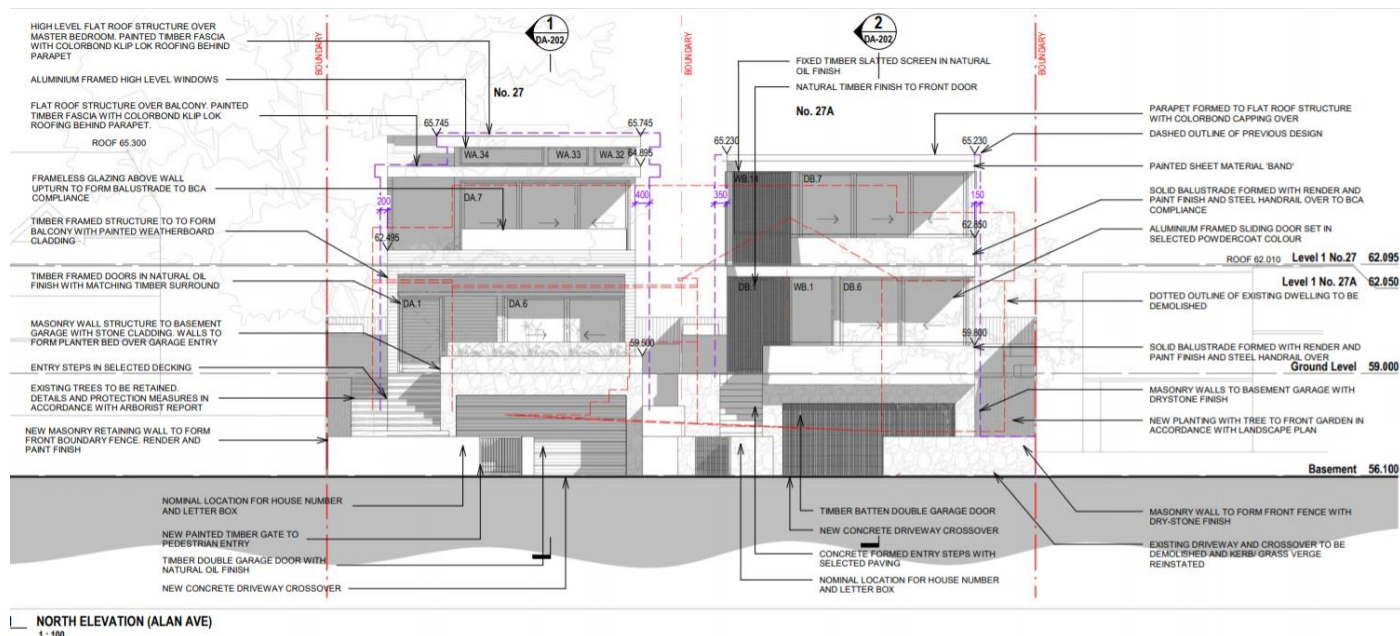 HIGH LEVEL FLAT ROOF STRUCTURE OVER
MASTER BEDROOM. PAINTED TIMBER FASCIA
WITH COLORBOND KLIP LOK ROOFING BEHIND
PARAPET
ALUMINIUM FRAMED HIGH LEVEL WINDOWS
FLAT ROOF STRUCTURE OVER BALCONY. PAINTED
TIMBER FASCIA WITH COLORBOND KLIP LOK
ROOFING BEHIND PARAPET.
ROOF 65.300
FRAMELESS GLAZING ABOVE WALL
UPTURN TO FORM BALUSTRADE TO BCA
COMPLIANCE
TIMBER FRAMED STRUCTURE TO TO FORM
BALCONY WITH PAINTED WEATHERBOARD
CLADDING
TIMBER FRAMED DOORS IN NATURAL OIL
FINISH WITH MATCHING TIMBER SURROUND
MASONRY WALL STRUCTURE TO BASEMENT
GARAGE WITH STONE CLADDING. WALLS TO
FORM PLANTER BED OVER GARAGE ENTRY
ENTRY STEPS IN SELECTED DECKING
EXISTING TREES TO BE RETAINED.
DETAILS AND PROTECTION MEASURES IN
ACCORDANCE WITH ARBORIST REPORT
NEW MASONRY RETAINING WALL TO FORM
FRONT BOUNDARY FENCE. RENDER AND
PAINT FINISH
NOMINAL LOCATION FOR HOUSE NUMBER
AND LETTER BOX
NEW PAINTED TIMBER GATE TO
PEDESTRIAN ENTRY
TIMBER DOUBLE GARAGE DOOR WITH
NATURAL OIL FINISH
NEW CONCRETE DRIVEWAY CROSSOVER
BOUNDARY
1
DA-202
No. 27
65.745
65.745
WA.34
WA.33
WA.32
64.895
DA.7
200
400
62.495
DA.1
DA.6
59.500
BOUNDARY
2
DA-202
FIXED TIMBER SLATTED SCREEN IN NATURAL
OIL FINISH
NATURAL TIMBER FINISH TO FRONT DOOR
No. 27A
65.230
65.230
DB.7
350
150
62.850
WB.1
DB.6
59.800
TIMBER BATTEN DOUBLE GARAGE DOOR
NEW CONCRETE DRIVEWAY CROSSOVER
CONCRETE FORMED ENTRY STEPS WITH
SELECTED PAVING
NOMINAL LOCATION FOR HOUSE NUMBER
AND LETTER BOX
BOUNDARY
PARAPET FORMED TO FLAT ROOF STRUCTURE
WITH COLORBOND CAPPING OVER
DASHED OUTLINE OF PREVIOUS DESIGN
PAINTED SHEET MATERIAL 'BAND'
SOLID BALUSTRADE FORMED WITH RENDER AND
PAINT FINISH AND STEEL HANDRAIL OVER TO BCA
COMPLIANCE
ALUMINIUM FRAMED SLIDING DOOR SET IN
SELECTED POWDERCOAT COLOUR
ROOF 62.010
Level 1 No.27 62.095
Level 1 No. 27A 62.050
DOTTED OUTLINE OF EXISTING DWELLING TO BE
DEMOLISHED
SOLID BALUSTRADE FORMED WITH RENDER AND
PAINT FINISH AND STEEL HANDRAIL OVER
Ground Level 59.000
MASONRY WALLS TO BASEMENT GARAGE WITH
DRYSTONE FINISH
NEW PLANTING WITH TREE TO FRONT GARDEN IN
ACCORDANCE WITH LANDSCAPE PLAN
Basement 56.100
MASONRY WALL TO FORM FRONT FENCE WITH
DRY-STONE FINISH
EXISTING DRIVEWAY AND CROSSOVER TO BE
DEMOLISHED AND KERB/ GRASS VERGE
REINSTATED
NORTH ELEVATION (ALAN AVE)
1 : 100